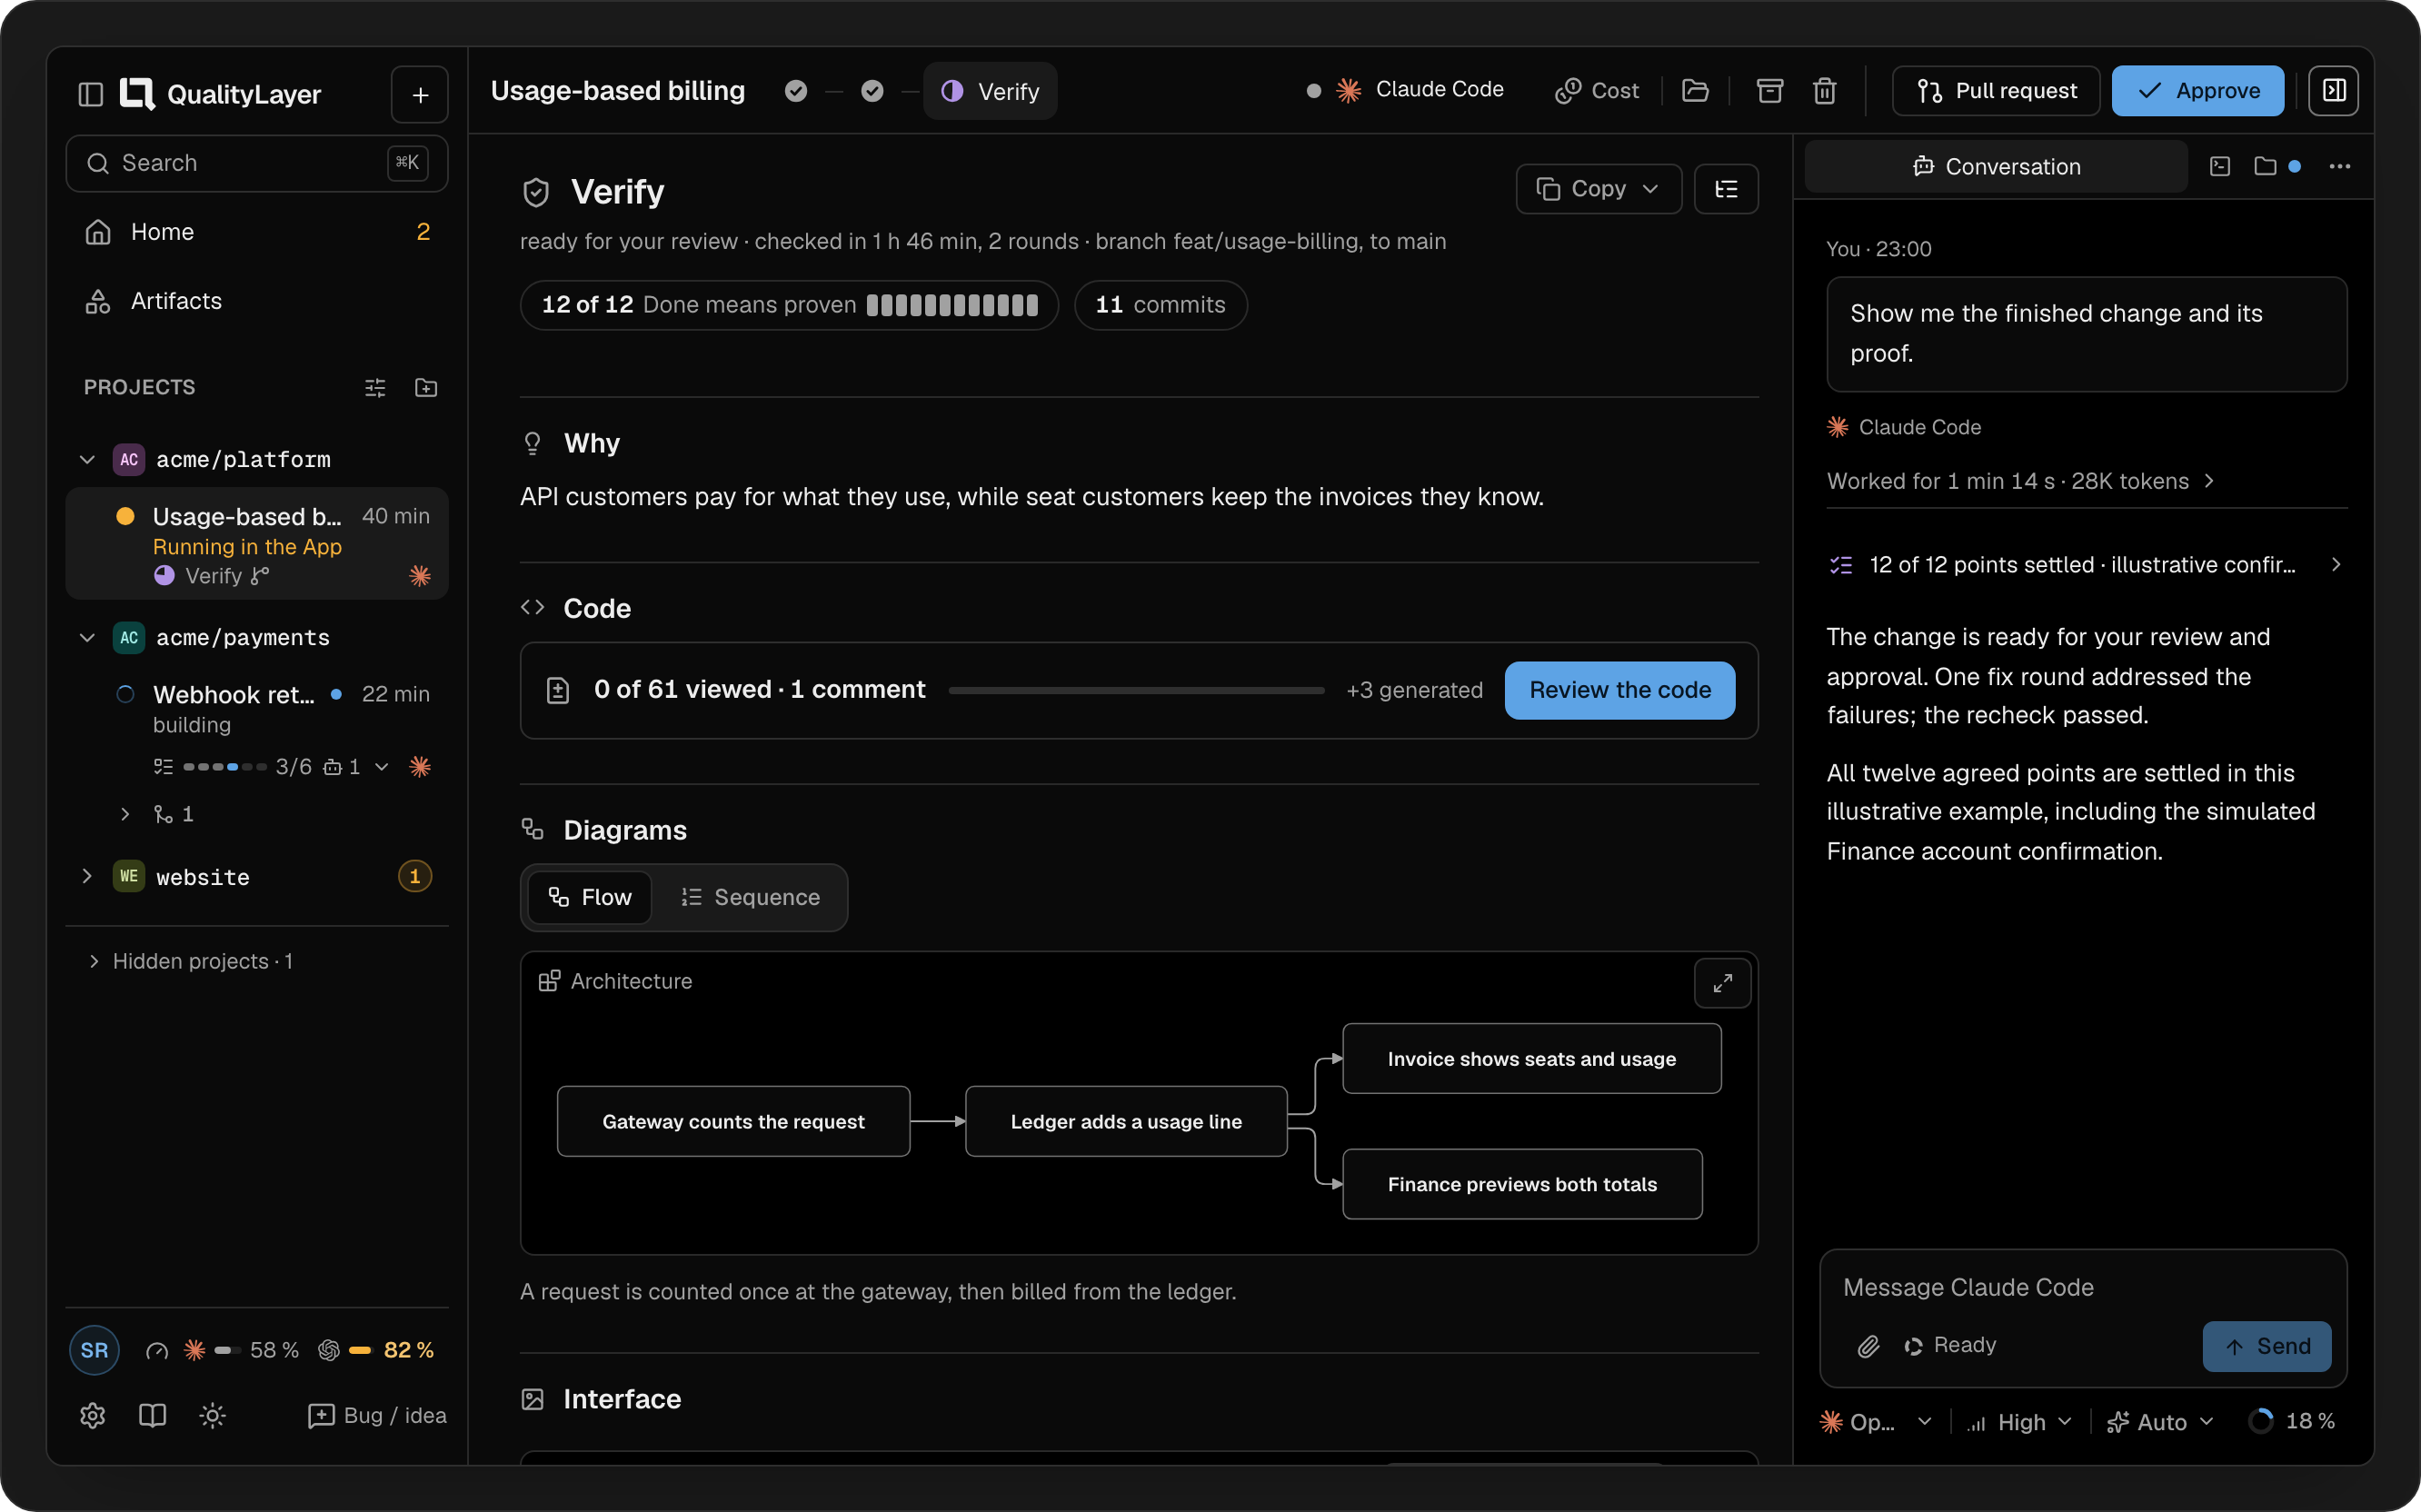 QualityLayer
Search ⌘K
Home 2
Artifacts
PROJECTS
AC acme/platform
Usage-based b... 40 min
Running in the App
Verify
AC acme/payments
Webhook ret... 22 min
building
3/6 1
1
WE website 1
Hidden projects · 1
SR 58 % 82 %
Bug / idea
Usage-based billing Verify
Claude Code Cost Pull request Approve
Verify
Copy
ready for your review · checked in 1 h 46 min, 2 rounds · branch feat/usage-billing, to main
12 of 12 Done means proven 11 commits
Why
API customers pay for what they use, while seat customers keep the invoices they know.
Code
0 of 61 viewed · 1 comment +3 generated Review the code
Diagrams
Flow Sequence
Architecture
Gateway counts the request
Ledger adds a usage line
Invoice shows seats and usage
Finance previews both totals
A request is counted once at the gateway, then billed from the ledger.
Interface
Conversation
You · 23:00
Show me the finished change and its
proof.
Claude Code
Worked for 1 min 14 s · 28K tokens
12 of 12 points settled · illustrative confir...
The change is ready for your review and
approval. One fix round addressed the
failures; the recheck passed.
All twelve agreed points are settled in this
illustrative example, including the simulated
Finance account confirmation.
Message Claude Code
Ready Send
Op... High Auto 18 %